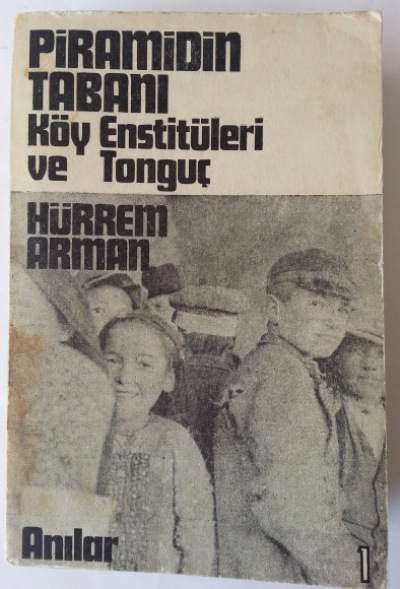 PİRAMİDİN
TABANI
Köy Enstitüleri
ve Tonguç
HÜRREM
ARMAN
Anılar
1